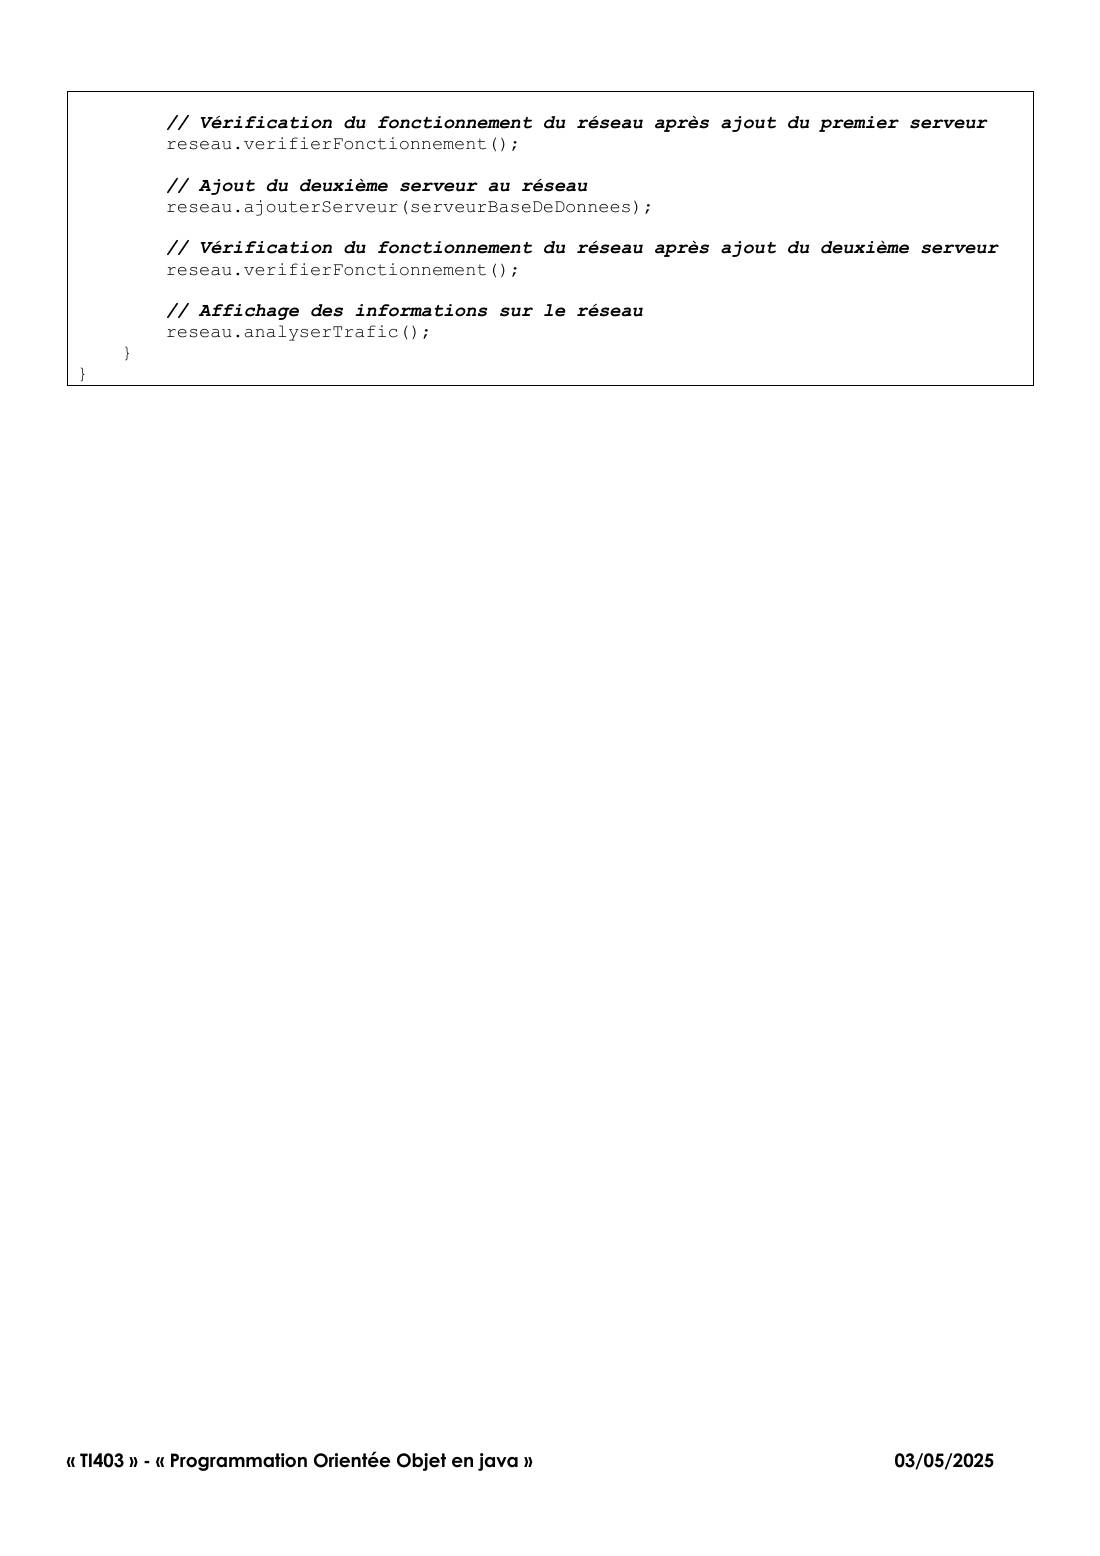 // Vérification du fonctionnement du réseau après ajout du premier serveur
reseau.verifierFonctionnement();
// Ajout du deuxième serveur au réseau
reseau.ajouterServeur(serveurBaseDeDonnees);
// Vérification du fonctionnement du réseau après ajout du deuxième serveur
reseau.verifierFonctionnement();
// Affichage des informations sur le réseau
reseau.analyserTrafic();
}
}
« TI403 » - « Programmation Orientée Objet en java » 03/05/2025